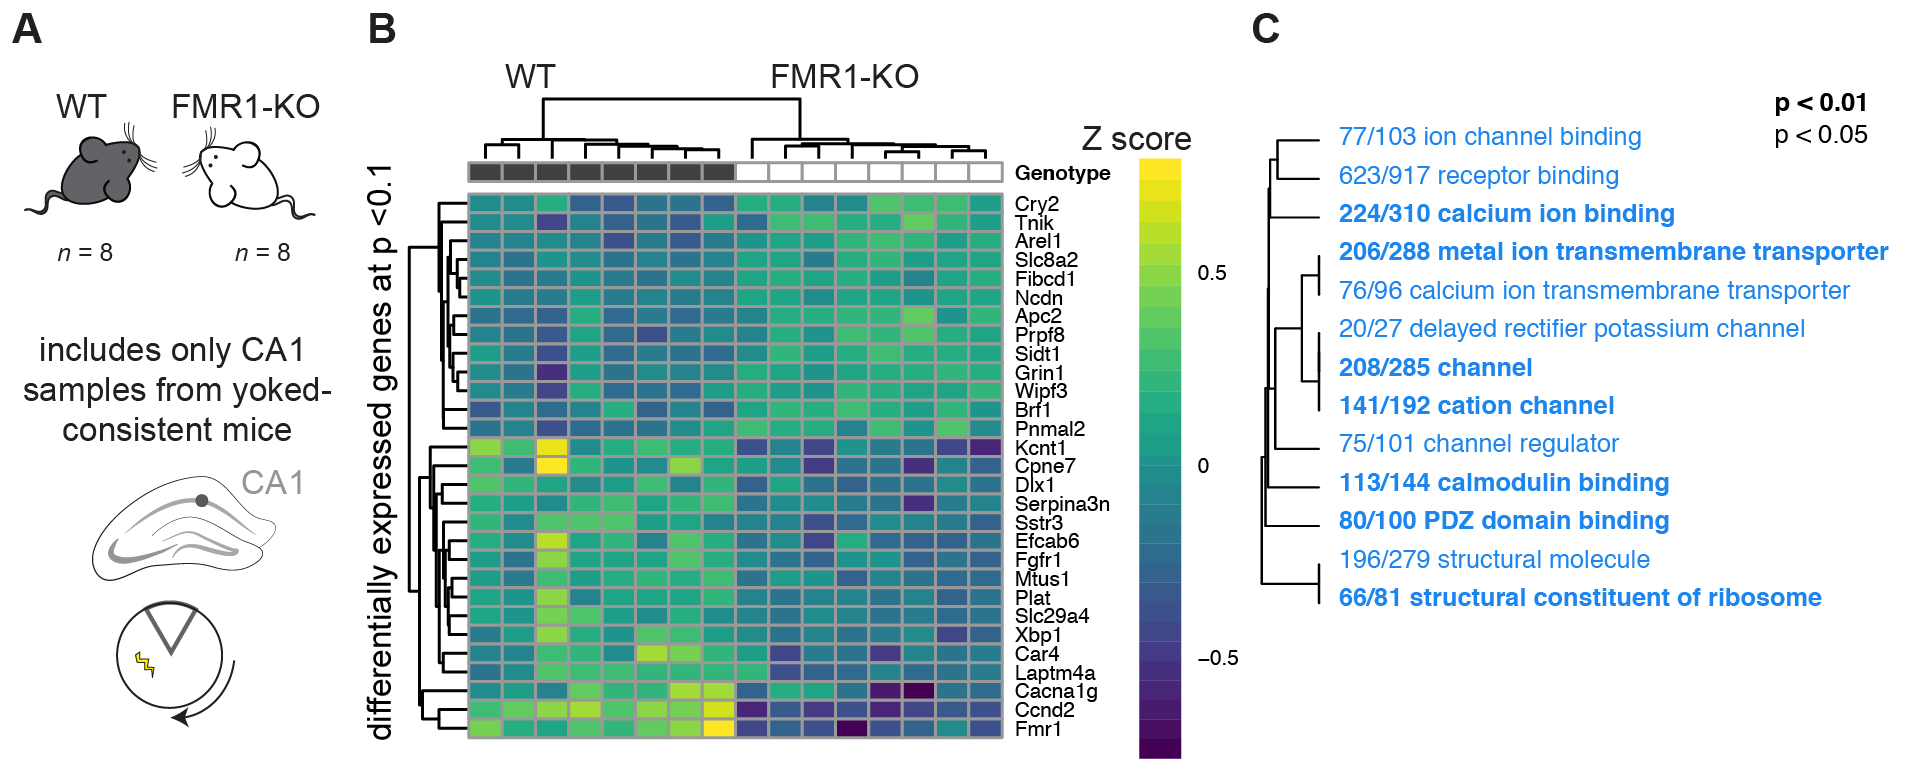 A
WT
FMR1-KO
n = 8
n = 8
includes only CA1
samples from yoked-
consistent mice
CA1
B
WT
FMR1-KO
differentially expressed genes at p <0.1
Genotype
Cry2
Tnik
Arel1
Slc8a2
Fibcd1
Ncdn
Apc2
Prpf8
Sidt1
Grin1
Wipf3
Brf1
Pnmal2
Kcnt1
Cpne7
Dlx1
Serpina3n
Sstr3
Efcab6
Fgfr1
Mtus1
Plat
Slc29a4
Xbp1
Car4
Laptm4a
Cacna1g
Ccnd2
Fmr1
Z score
0.5
0
−0.5
C
p < 0.01
p < 0.05
77/103 ion channel binding
623/917 receptor binding
224/310 calcium ion binding
206/288 metal ion transmembrane transporter
76/96 calcium ion transmembrane transporter
20/27 delayed rectifier potassium channel
208/285 channel
141/192 cation channel
75/101 channel regulator
113/144 calmodulin binding
80/100 PDZ domain binding
196/279 structural molecule
66/81 structural constituent of ribosome